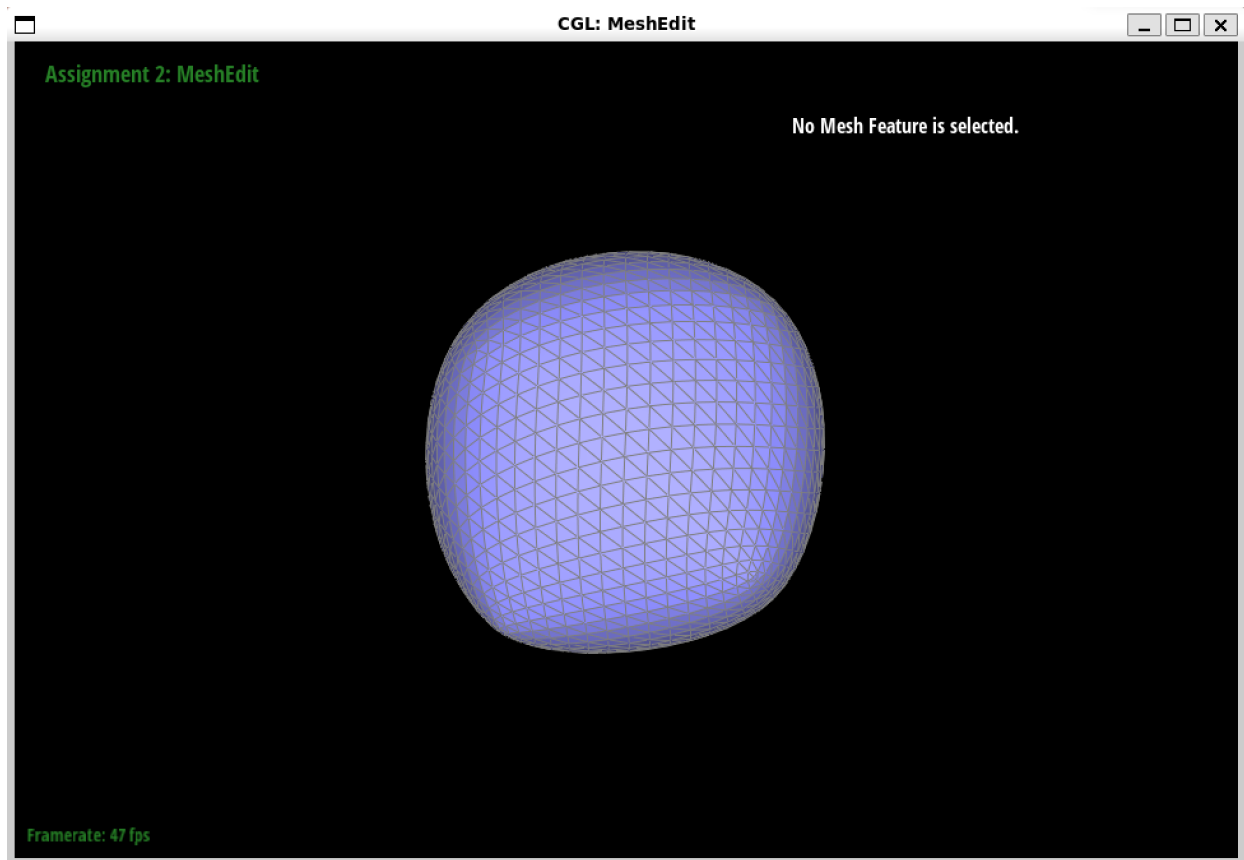 CGL: MeshEdit
Assignment 2: MeshEdit
No Mesh Feature is selected.
Framerate: 47 fps